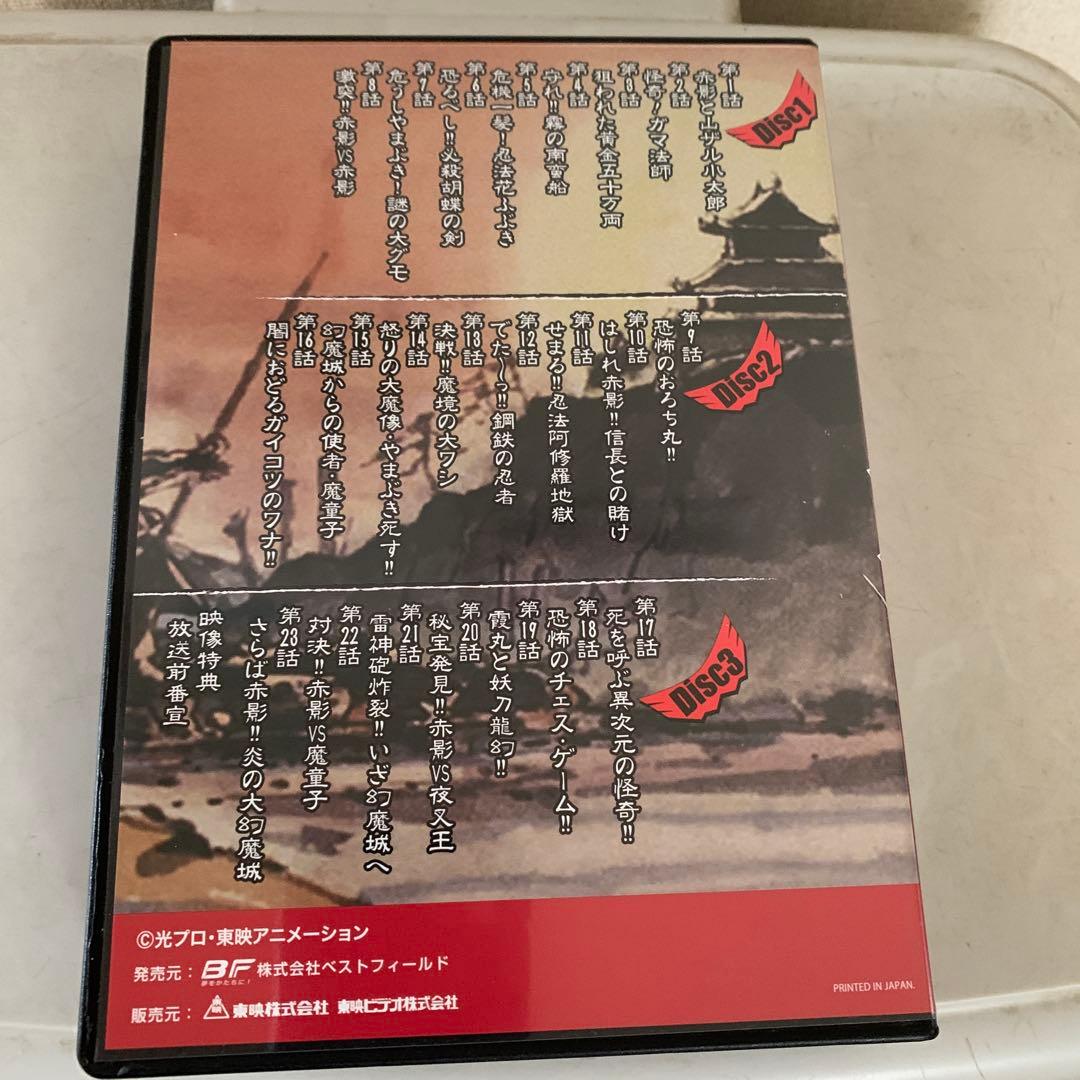 Disc1
第1話
赤影と山ザル小太郎
第2話
怪奇!ガマ法師
第3話
狙われた黄金五十万両
第4話
守れ!!霧の南蛮船
第5話
危機一髪!忍法花ふぶき
第6話
恐るべし!!必殺胡蝶の剣
第7話
危うしやまぶき!謎の大グモ
第8話
激突!!赤影VS赤影
Disc2
第9話
恐怖のおろち丸!!
第10話
はしれ赤影!!信長との賭け
第11話
せまる!!忍法阿修羅地獄
第12話
でた〜っ!!鋼鉄の忍者
第13話
決戦!!魔境の大ワシ
第14話
怒りの大魔像・やまぶき死す!!
第15話
幻魔城からの使者・魔童子
第16話
闇におどるガイコツのワナ!!
Disc3
第17話
死を呼ぶ異次元の怪奇!!
第18話
恐怖のチェス・ゲーム!!
第19話
霞丸と妖刀龍幻!!
第20話
秘宝発見!!赤影VS夜叉王
第21話
雷神砲炸裂!!いざ幻魔城へ
第22話
対決!!赤影VS魔童子
第23話
さらば赤影!!炎の大幻魔城
映像特典
放送前番宣
©光プロ・東映アニメーション
発売元：BF 夢をかたちに! 株式会社ベストフィールド
販売元：東映 東映株式会社 東映ビデオ株式会社
PRINTED IN JAPAN.